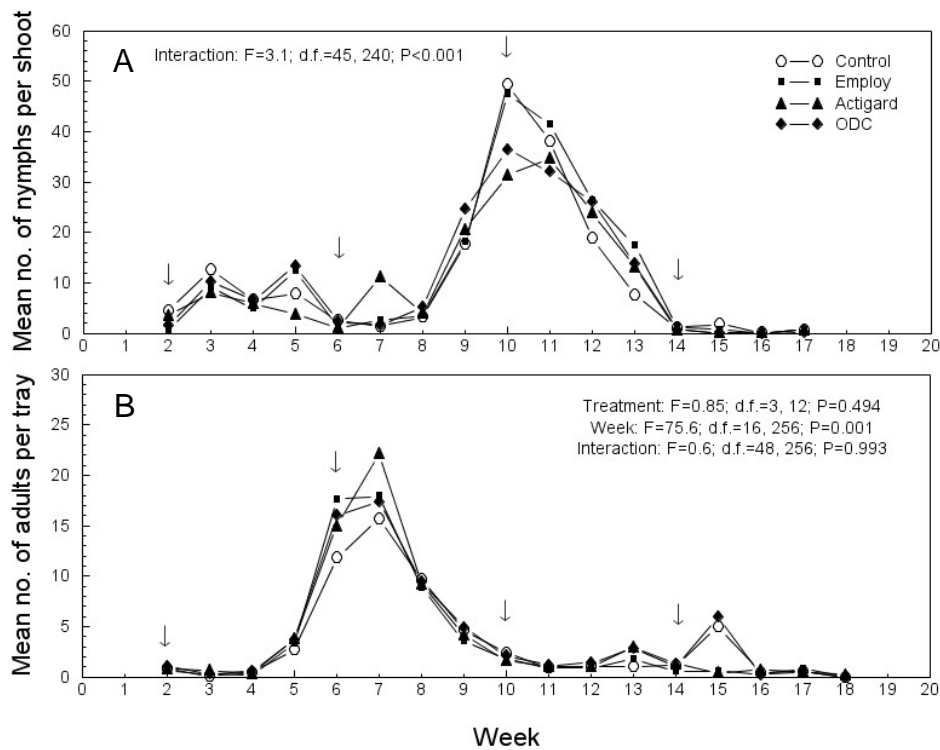 A
Interaction: F=3.1; d.f.=45, 240; P<0.001
Control
Employ
Actigard
ODC
Mean no. of nymphs per shoot
60
50
40
30
20
10
0
0 1 2 3 4 5 6 7 8 9 10 11 12 13 14 15 16 17 18 19 20
B
Treatment: F=0.85; d.f.=3, 12; P=0.494
Week: F=75.6; d.f.=16, 256; P=0.001
Interaction: F=0.6; d.f.=48, 256; P=0.993
Mean no. of adults per tray
30
25
20
15
10
5
0
0 1 2 3 4 5 6 7 8 9 10 11 12 13 14 15 16 17 18 19 20
Week